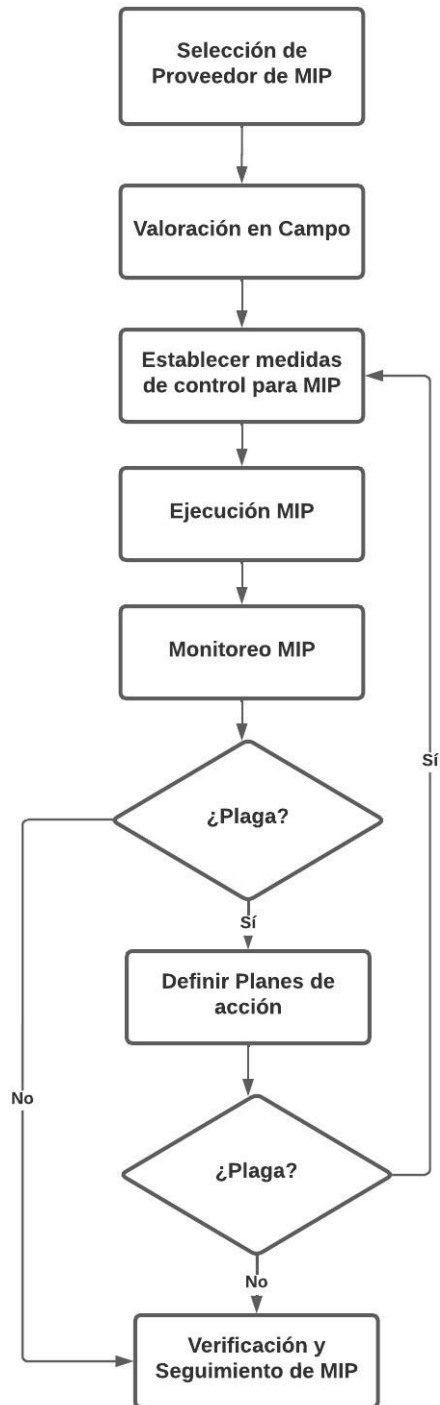 Selección de
Proveedor de MIP
Valoración en Campo
Establecer medidas
de control para MIP
Ejecución MIP
Monitoreo MIP
Sí
¿Plaga?
Sí
Definir Planes de
acción
No
¿Plaga?
No
Verificación y
Seguimiento de MIP